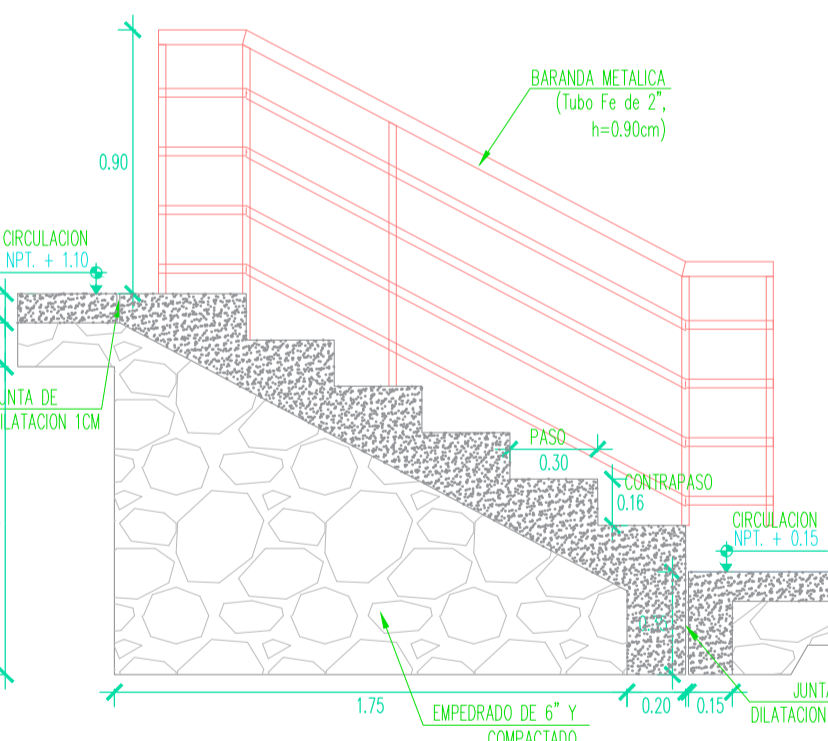 BARANDA METALICA
(Tubo Fe de 2",
h=0.90cm)
0.90
CIRCULACION
NPT. + 1.10
UNTA DE
ILATACION 1CM
PASO
0.30
CONTRAPASO
0.16
CIRCULACION
NPT. + 0.15
1.75
0.20
0.15
EMPEDRADO DE 6" Y
COMPACTADO
JUNTA
DILATACION